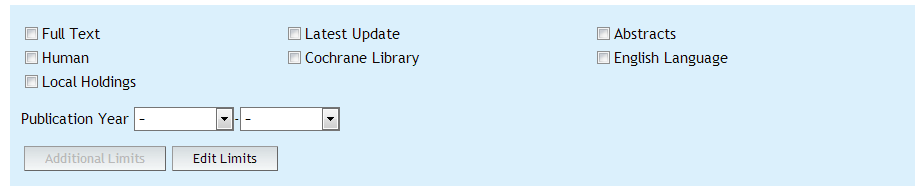 Full Text Latest Update Abstracts
Human Cochrane Library English Language
Local Holdings
Publication Year - - -
Additional Limits Edit Limits